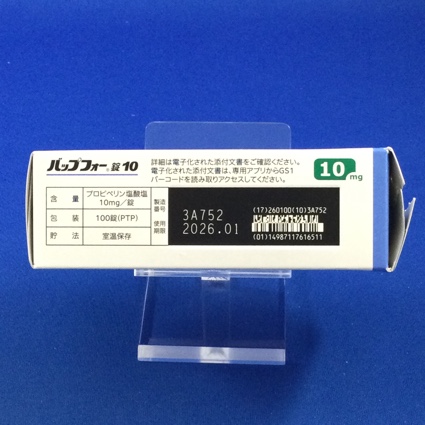 バップフォー®錠10
詳細は電子化された添付文書をご確認ください。
電子化された添付文書は、専用アプリからGS1
バーコードを読み取りアクセスしてください。
10mg
含量 プロピベリン塩酸塩
10mg/錠
包装 100錠(PTP)
貯法 室温保存
製造番号 3A752
使用期限 2026.01
(17)260100(10)3A752
(01)14987117616511